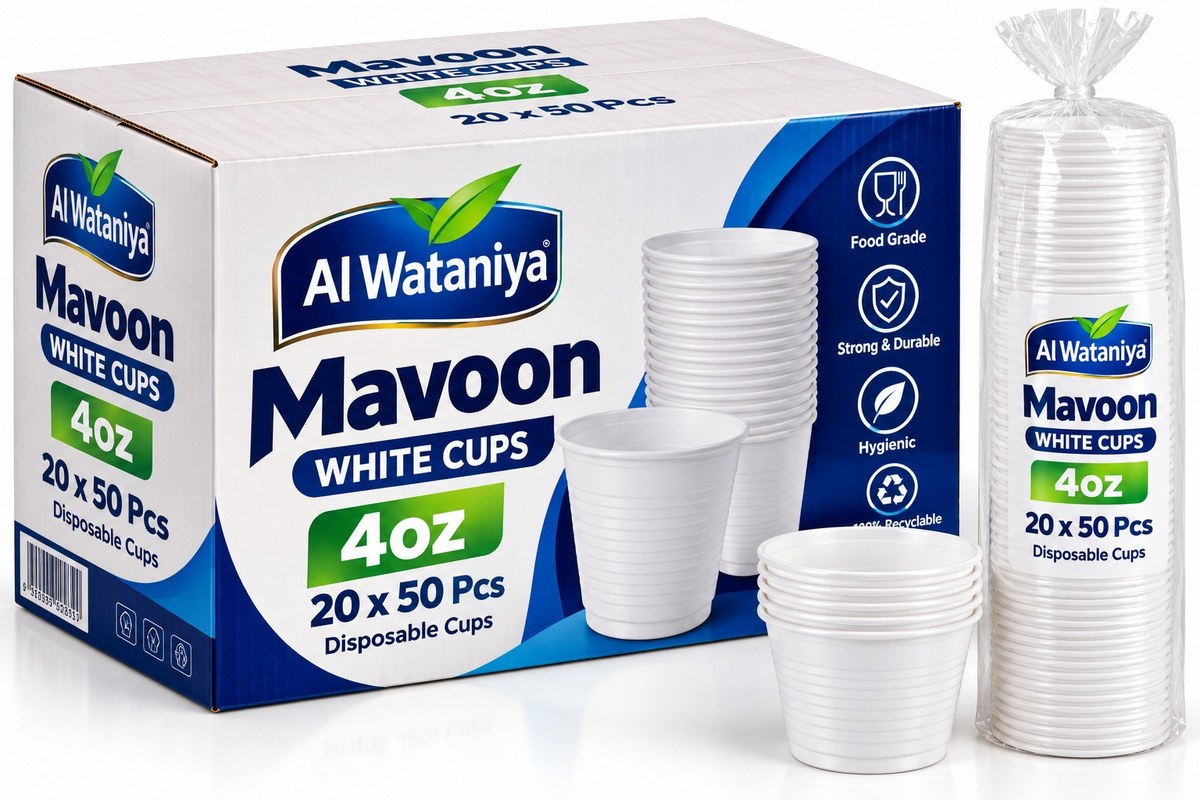 Mavoon
WHITE CUPS
4oz
20 x 50 Pcs
Al Wataniya
Mavoon
WHITE CUPS
4oz
20 x 50 Pcs
Disposable Cups
Al Wataniya®
Mavoon
WHITE CUPS
4oz
20 x 50 Pcs
Disposable Cups
Food Grade
Strong & Durable
Hygienic
100% Recyclable
Al Wataniya
Mavoon
WHITE CUPS
4oz
20 x 50 Pcs
Disposable Cups